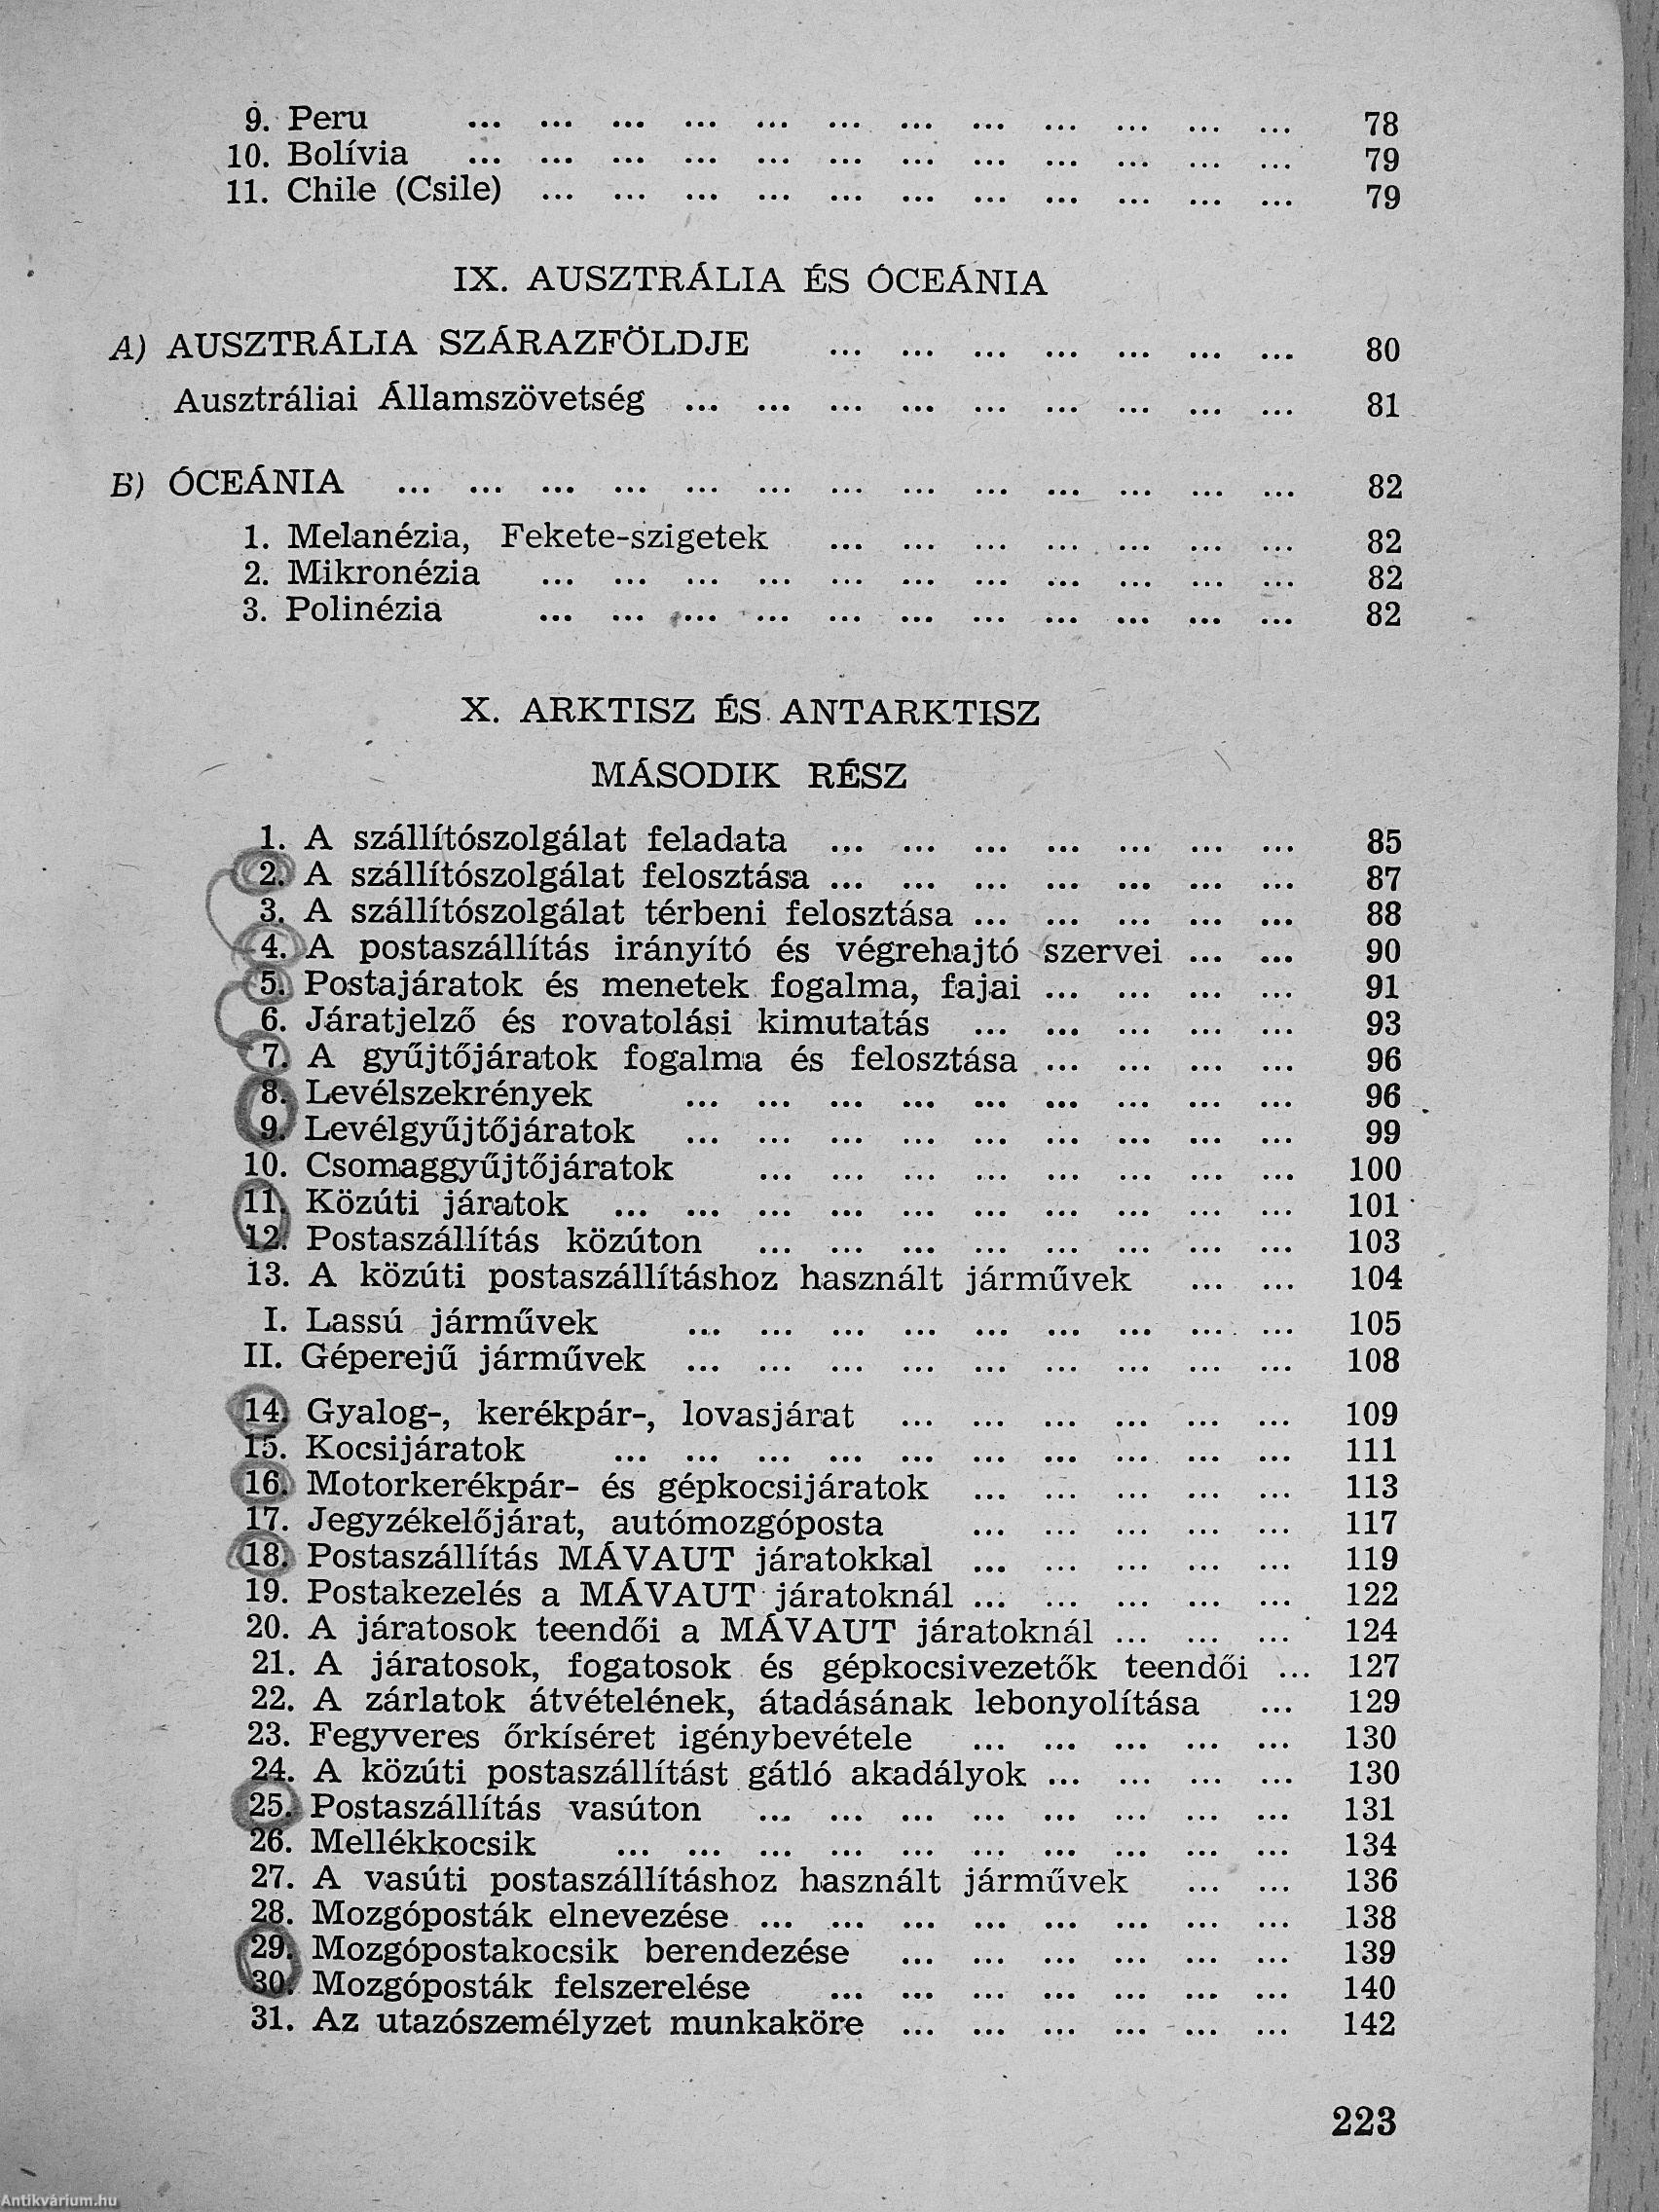 9. Peru ... ... ... ... ... ... ... ... ... ... ... ... 78
10. Bolívia ... ... ... ... ... ... ... ... ... ... ... ... 79
11. Chile (Csile) ... ... ... ... ... ... ... ... ... ... ... 79
IX. AUSZTRÁLIA ÉS ÓCEÁNIA
A) AUSZTRÁLIA SZÁRAZFÖLDJE ... ... ... ... ... ... ... 80
Ausztráliai Államszövetség ... ... ... ... ... ... ... ... ... 81
B) ÓCEÁNIA ... ... ... ... ... ... ... ... ... ... ... ... ... 82
1. Melanézia, Fekete-szigetek ... ... ... ... ... ... ... 82
2. Mikronézia ... ... ... ... ... ... ... ... ... ... ... 82
3. Polinézia ... ... ... ... ... ... ... ... ... ... ... 82
X. ARKTISZ ÉS ANTARKTISZ
MÁSODIK RÉSZ
1. A szállítószolgálat feladata ... ... ... ... ... ... ... 85
2. A szállítószolgálat felosztása ... ... ... ... ... ... ... 87
3. A szállítószolgálat térbeni felosztása ... ... ... ... ... 88
4. A postaszállítás irányító és végrehajtó szervei ... ... 90
5. Postajáratok és menetek fogalma, fajai ... ... ... ... 91
6. Járatjelző és rovatolási kimutatás ... ... ... ... ... 93
7. A gyűjtőjáratok fogalma és felosztása ... ... ... ... 96
8. Levélszekrények ... ... ... ... ... ... ... ... ... 96
9. Levélgyűjtőjáratok ... ... ... ... ... ... ... ... ... 99
10. Csomaggyűjtőjáratok ... ... ... ... ... ... ... ... 100
11. Közúti járatok ... ... ... ... ... ... ... ... ... ... 101
12. Postaszállítás közúton ... ... ... ... ... ... ... ... 103
13. A közúti postaszállításhoz használt járművek ... ... 104
I. Lassú járművek ... ... ... ... ... ... ... ... ... 105
II. Géperejű járművek ... ... ... ... ... ... ... ... ... 108
14. Gyalog-, kerékpár-, lovasjárat ... ... ... ... ... ... 109
15. Kocsijáratok ... ... ... ... ... ... ... ... ... ... 111
16. Motorkerékpár- és gépkocsijáratok ... ... ... ... ... 113
17. Jegyzékelőjárat, autómozgóposta ... ... ... ... ... 117
18. Postaszállítás MÁVAUT járatokkal ... ... ... ... ... 119
19. Postakezelés a MÁVAUT járatoknál ... ... ... ... ... 122
20. A járatosok teendői a MÁVAUT járatoknál ... ... ... 124
21. A járatosok, fogatosok és gépkocsivezetők teendői ... 127
22. A zárlatok átvételének, átadásának lebonyolítása ... 129
23. Fegyveres őrkíséret igénybevétele ... ... ... ... ... 130
24. A közúti postaszállítást gátló akadályok ... ... ... ... 130
25. Postaszállítás vasúton ... ... ... ... ... ... ... ... 131
26. Mellékkocsik ... ... ... ... ... ... ... ... ... ... 134
27. A vasúti postaszállításhoz használt járművek ... ... 136
28. Mozgóposták elnevezése ... ... ... ... ... ... ... ... 138
29. Mozgópostakocsik berendezése ... ... ... ... ... ... 139
30. Mozgóposták felszerelése ... ... ... ... ... ... ... 140
31. Az utazószemélyzet munkaköre ... ... ... ... ... ... 142
223
Antikvárium.hu